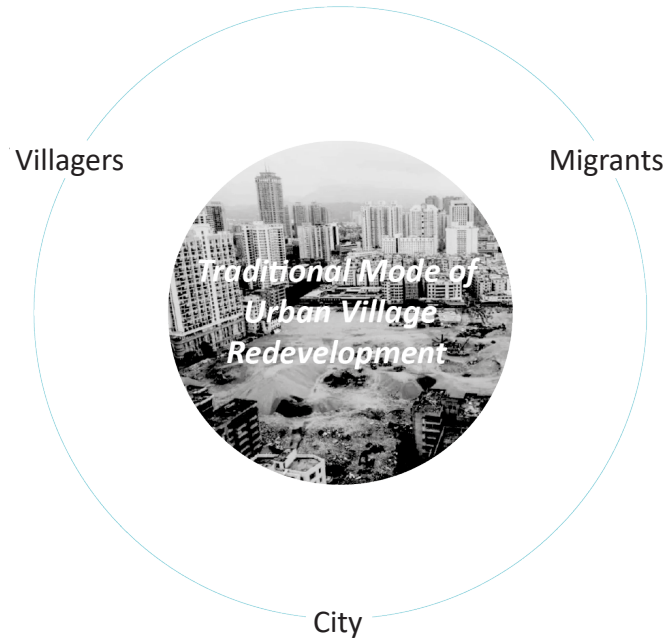 Villagers
Migrants
Traditional Mode of
Urban Village
Redevelopment
City